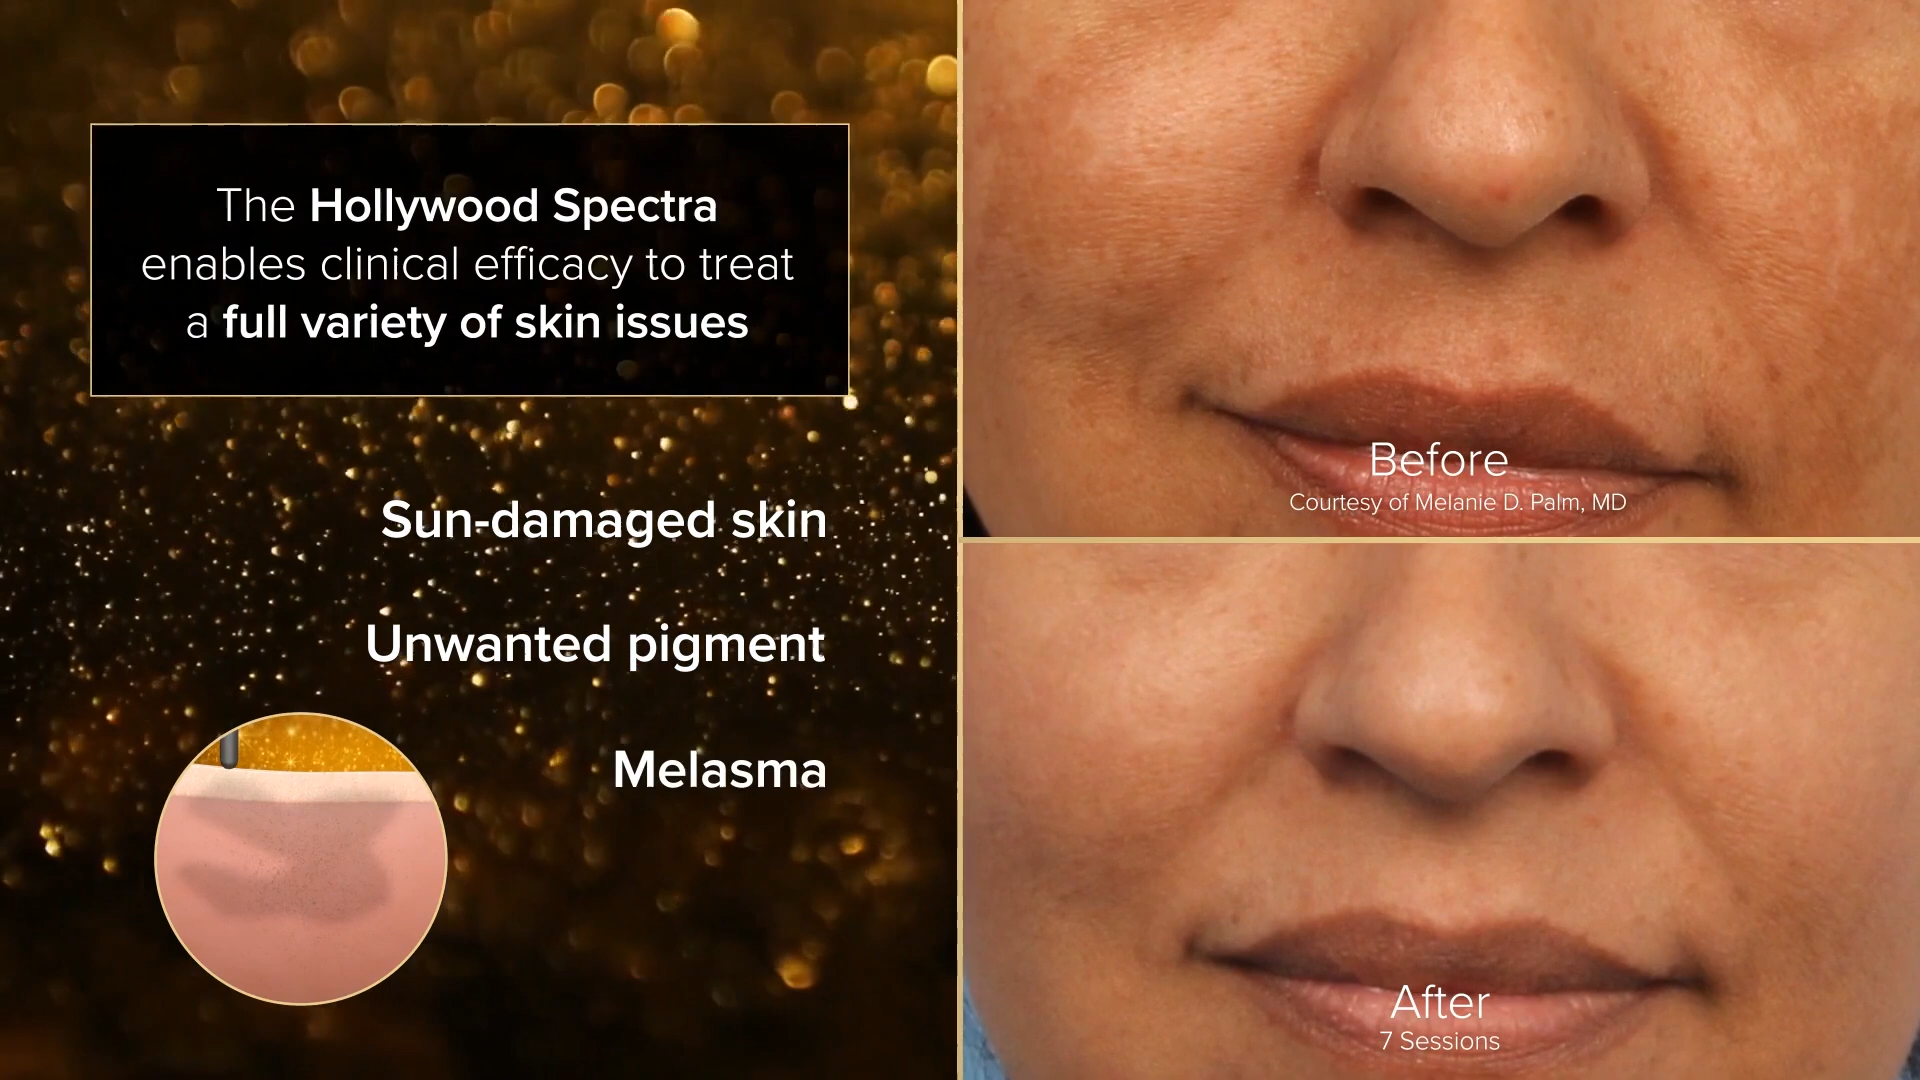 The Hollywood Spectra
enables clinical efficacy to treat
a full variety of skin issues
Sun-damaged skin
Unwanted pigment
Melasma
Before
Courtesy of Melanie D. Palm, MD
After
7 Sessions